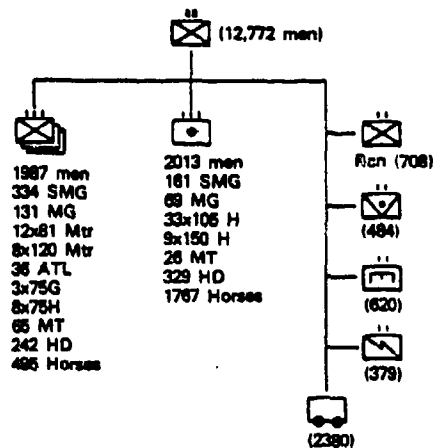 (12,772 men)
1987 men
334 SMG
131 MG
12x81 Mtr
8x120 Mtr
36 ATL
3x75G
8x75H
65 MT
242 HD
495 Horses
2013 men
161 SMG
69 MG
33x105 H
9x150 H
26 MT
329 HD
1767 Horses
Rcn (708)
(484)
(620)
(379)
(2380)